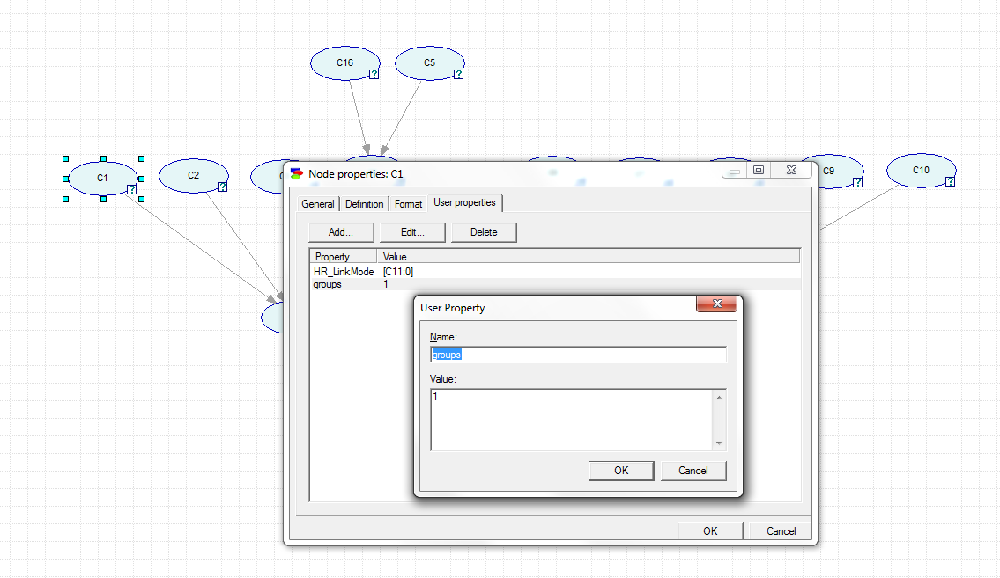 C16
?
C5
?
C1
?
C2
?
C9
?
C10
?
Node properties: C1
General
Definition
Format
User properties
Add...
Edit...
Delete
Property
Value
HR_LinkMode
[C11:0]
groups
1
User Property
Name:
groups
Value:
1
OK
Cancel
OK
Cancel